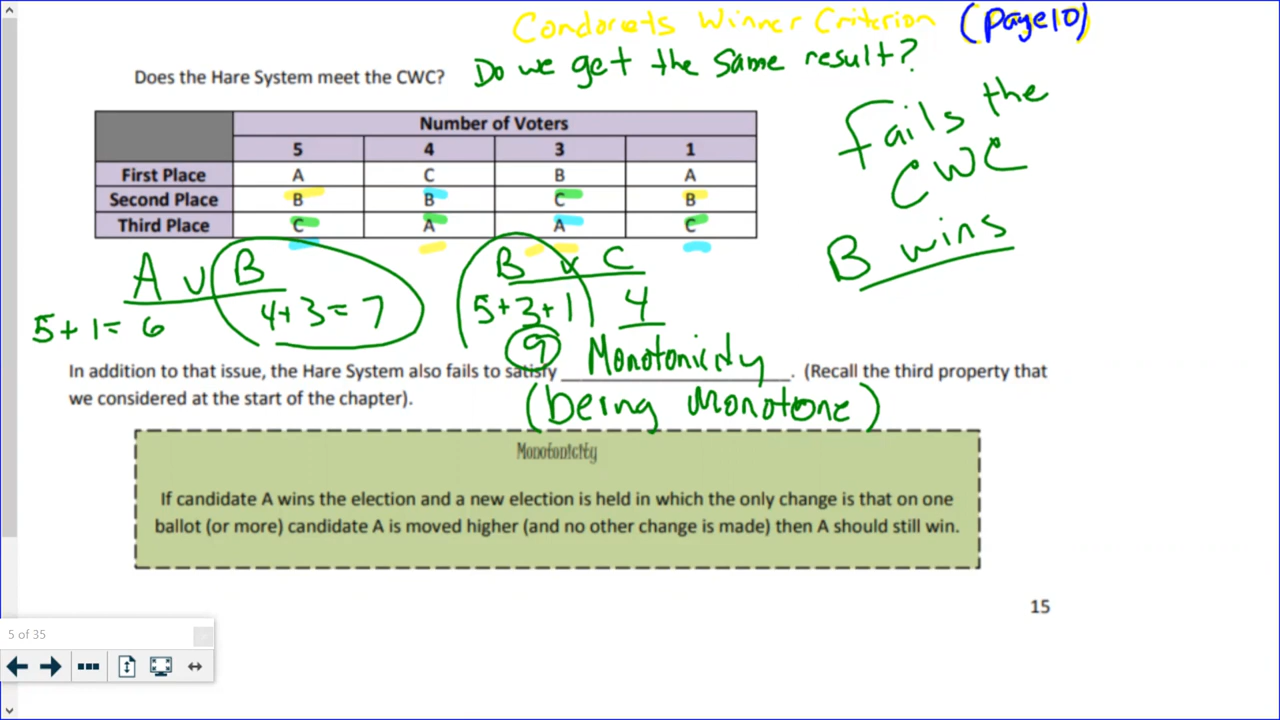 Condorcets Winner Criterion (Page 10)
Does the Hare System meet the CWC? Do we get the same result?
Number of Voters
5 4 3 1
First Place A C B A
Second Place B B C B
Third Place C A A C
Fails the
CWC
B wins
A v B
5+1=6 4+3=7
B v C
5+3+1 4
9
Monotonicity
In addition to that issue, the Hare System also fails to satisfy ____________________. (Recall the third property that
we considered at the start of the chapter).
(being Monotone)
Monotonicity
If candidate A wins the election and a new election is held in which the only change is that on one
ballot (or more) candidate A is moved higher (and no other change is made) then A should still win.
15
5 of 35